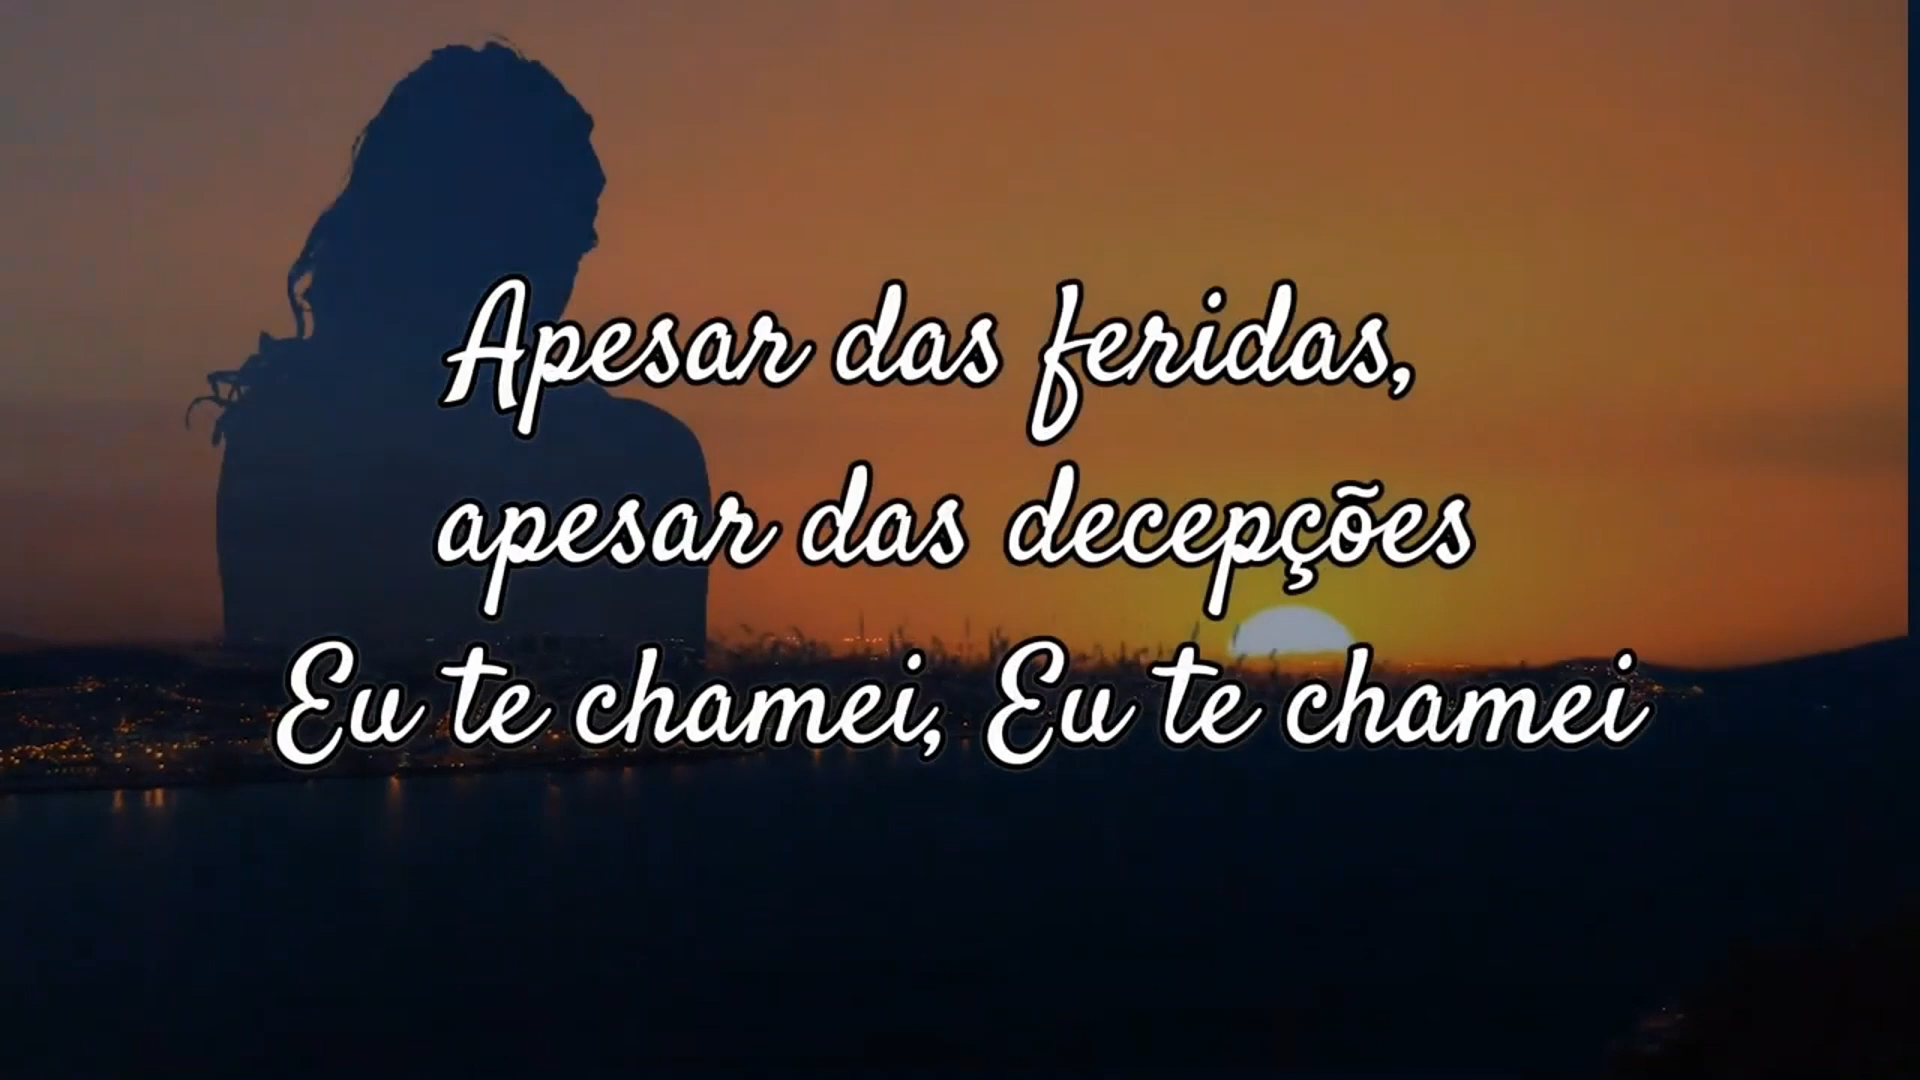 Apesar das feridas,
apesar das decepções
Eu te chamei, Eu te chamei